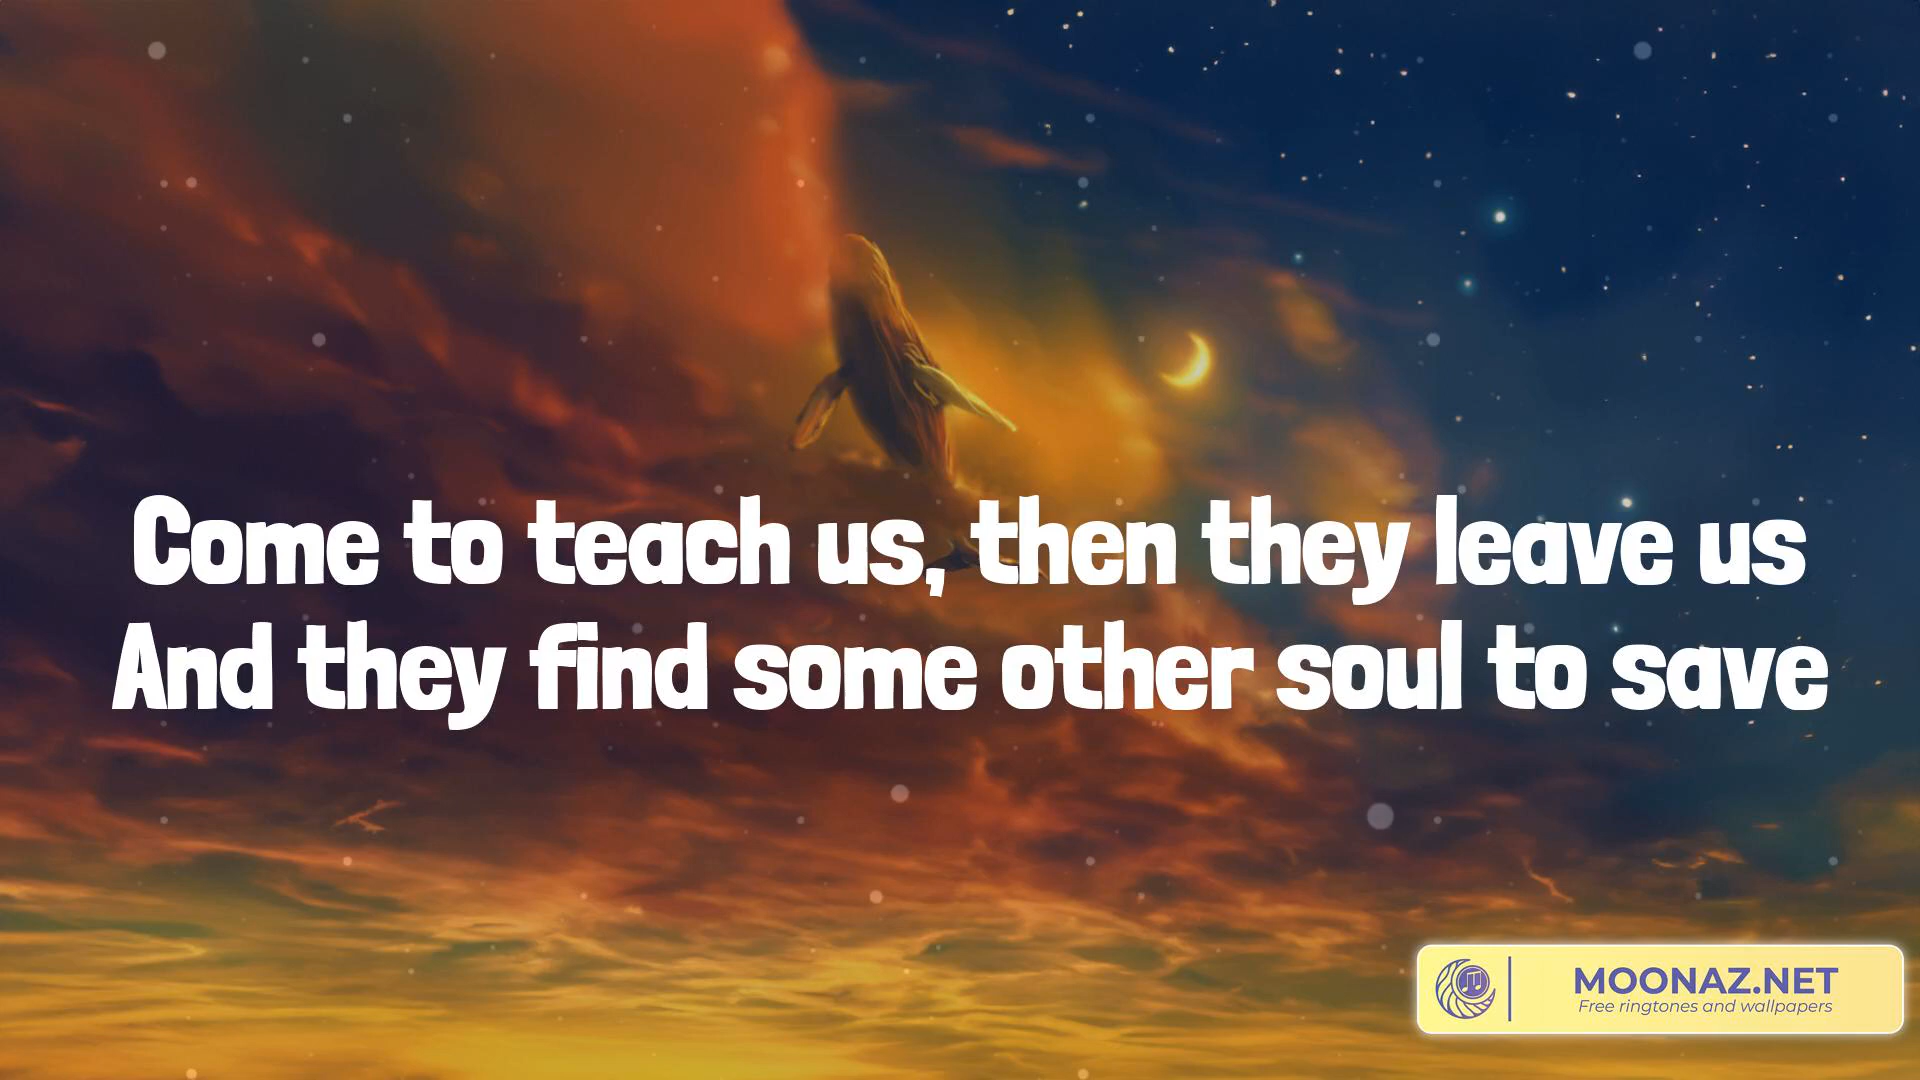 Come to teach us, then they leave us
And they find some other soul to save
MOONAZ.NET
Free ringtones and wallpapers